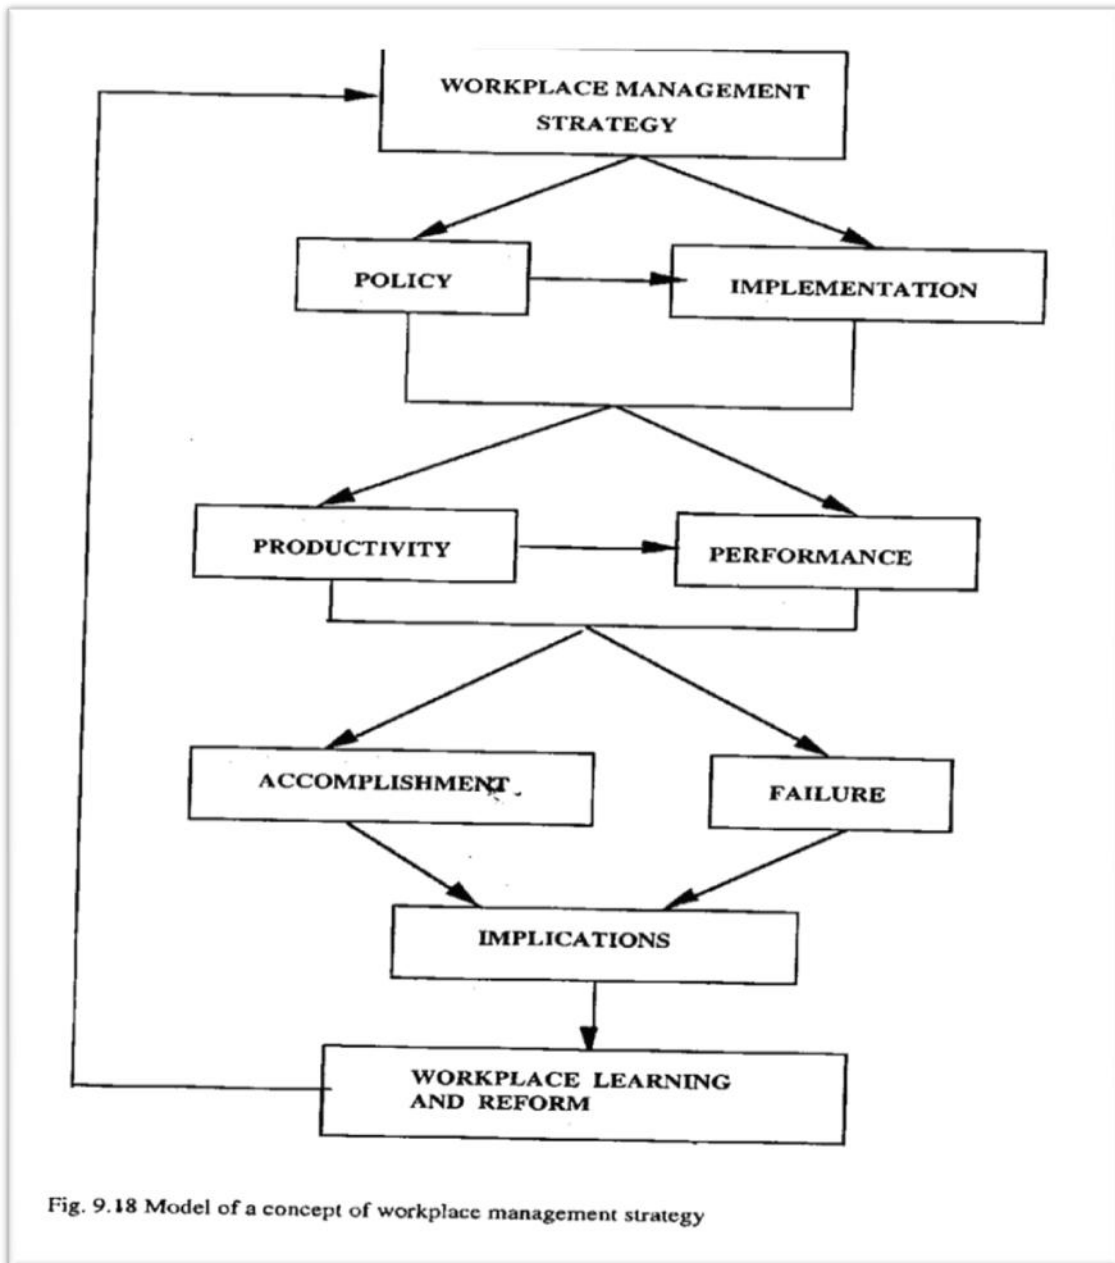 WORKPLACE MANAGEMENT
STRATEGY
POLICY
IMPLEMENTATION
PRODUCTIVITY
PERFORMANCE
ACCOMPLISHMENT
FAILURE
IMPLICATIONS
WORKPLACE LEARNING
AND REFORM
Fig. 9.18 Model of a concept of workplace management strategy